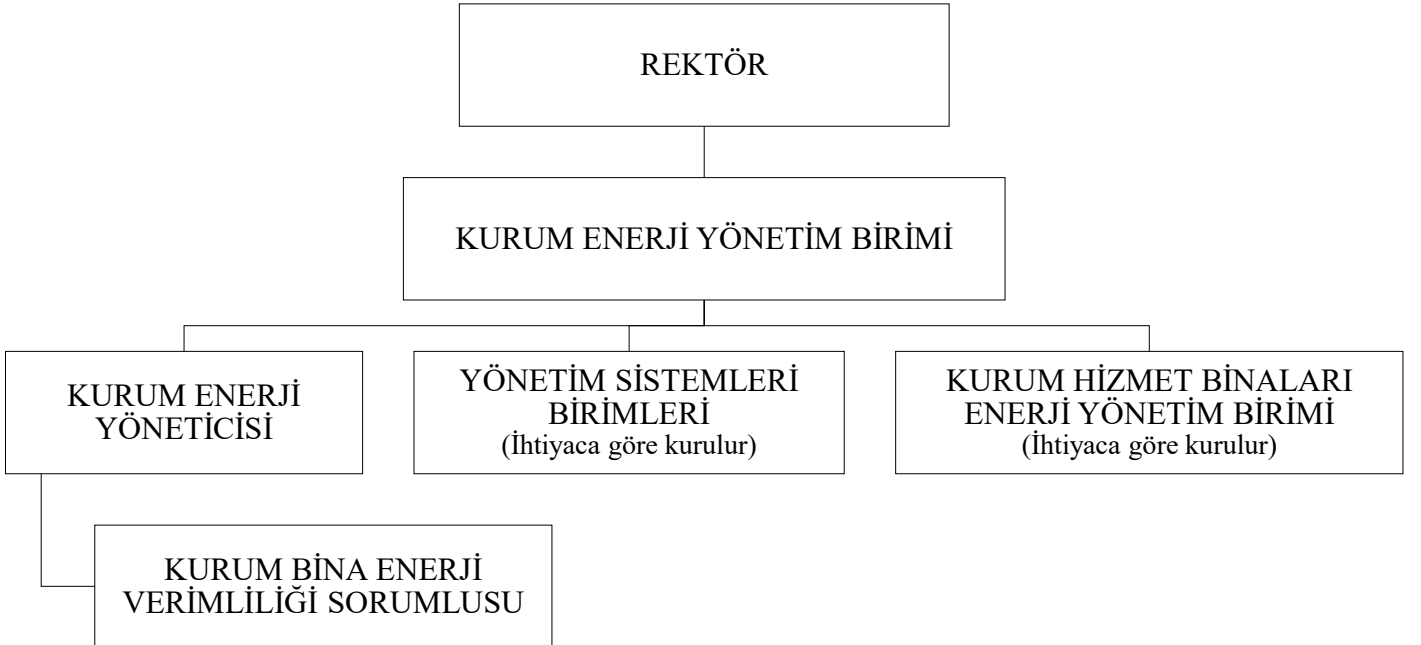 REKTÖR
KURUM ENERJİ YÖNETİM BİRİMİ
KURUM ENERJİ
YÖNETİCİSİ
YÖNETİM SİSTEMLERİ
BİRİMLERİ
(İhtiyaca göre kurulur)
KURUM HİZMET BİNALARI
ENERJİ YÖNETİM BİRİMİ
(İhtiyaca göre kurulur)
KURUM BİNA ENERJİ
VERİMLİLİĞİ SORUMLUSU